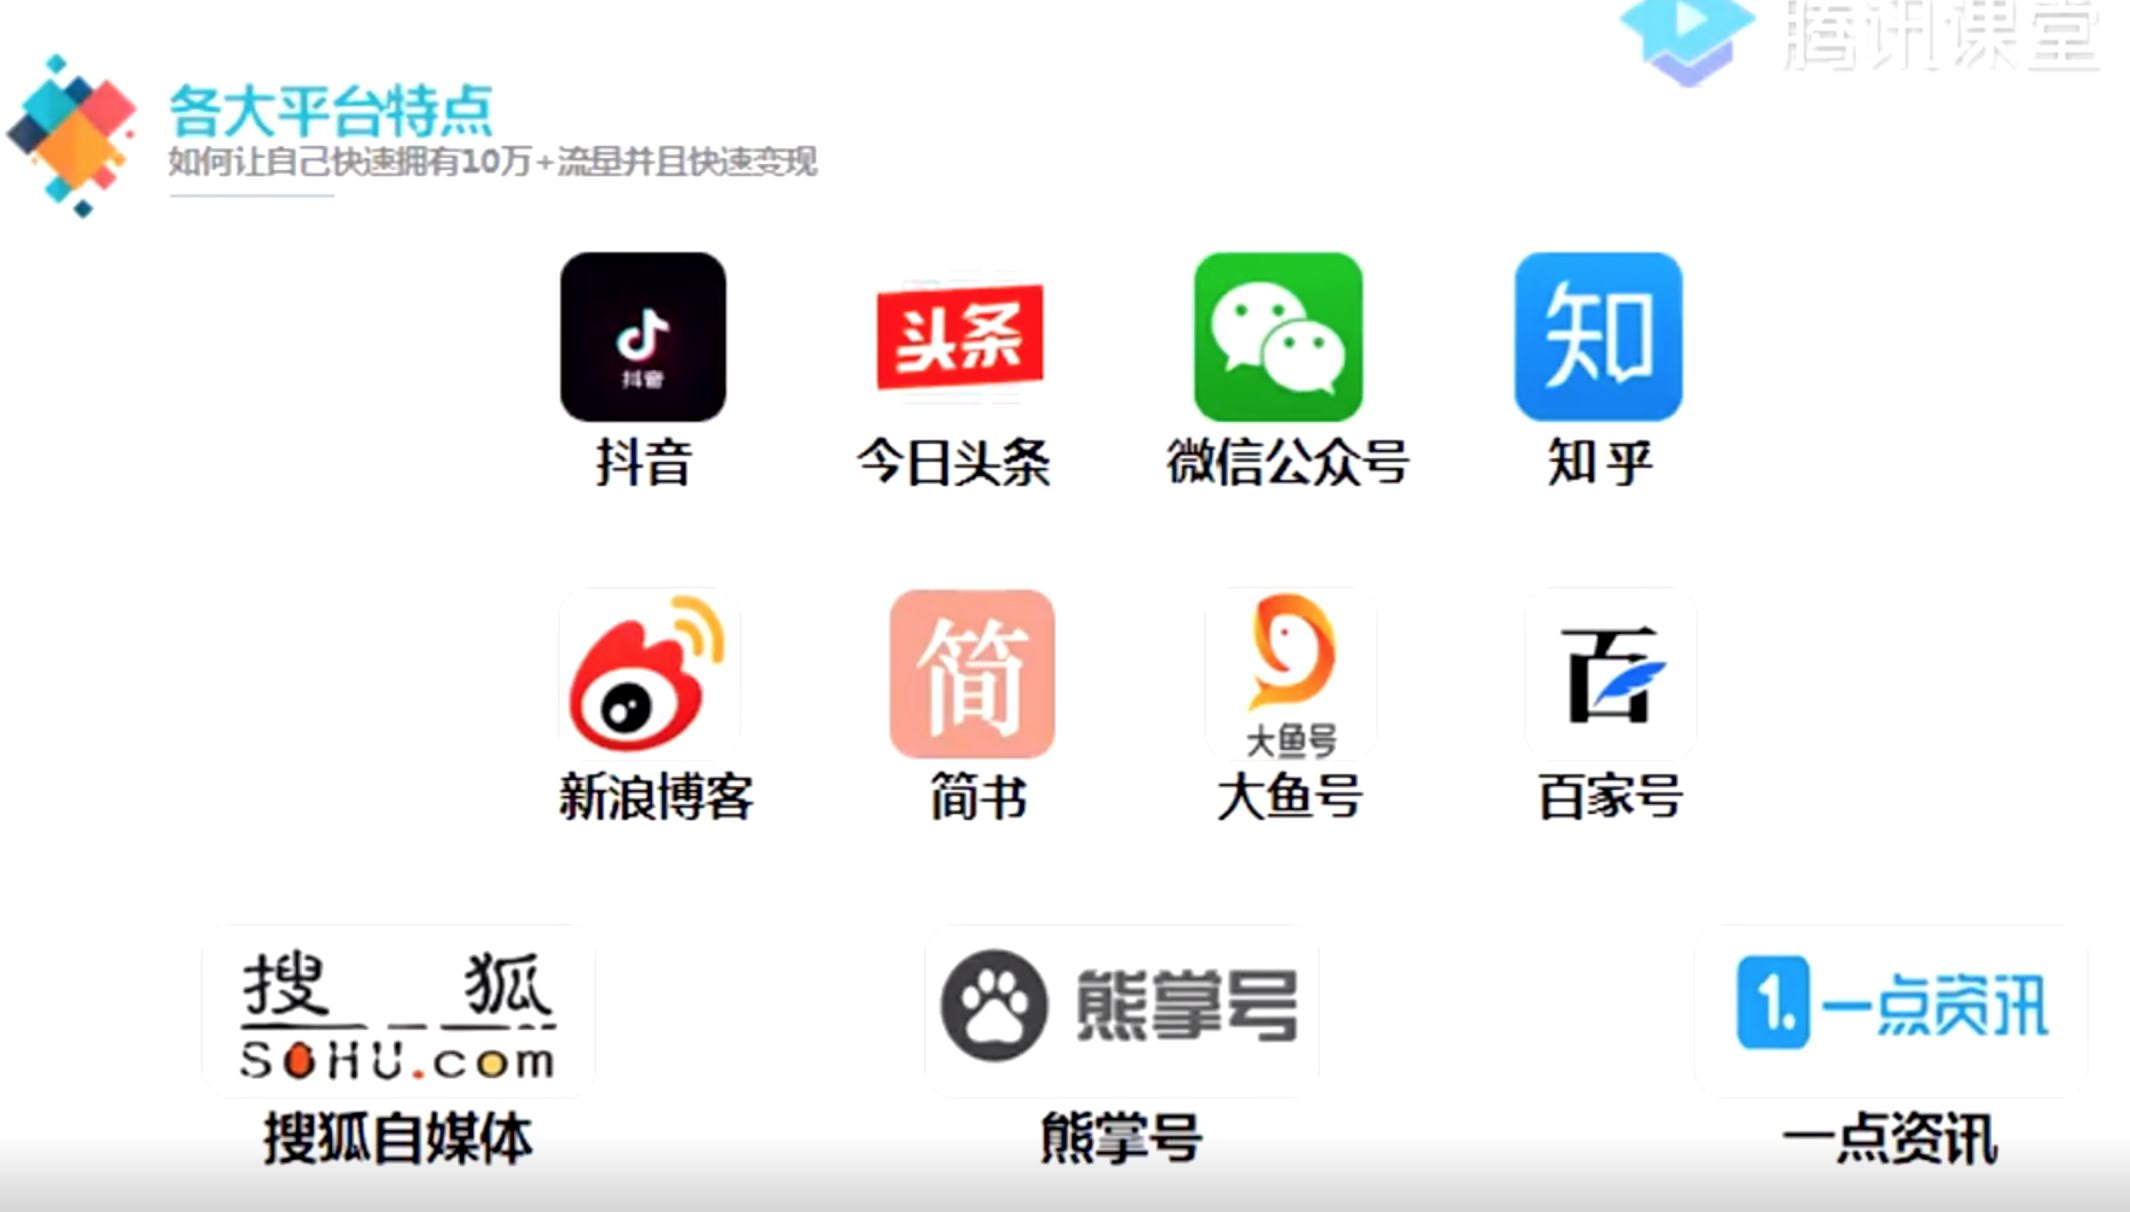 腾讯课堂
各大平台特点
如何让自己快速拥有10万+流量并且快速变现
抖音
头条
知
抖音
今日头条
微信公众号
知乎
简
大鱼号
百
新浪博客
简书
大鱼号
百家号
搜 狐
SOHU.com
熊掌号
1.一点资讯
搜狐自媒体
熊掌号
一点资讯